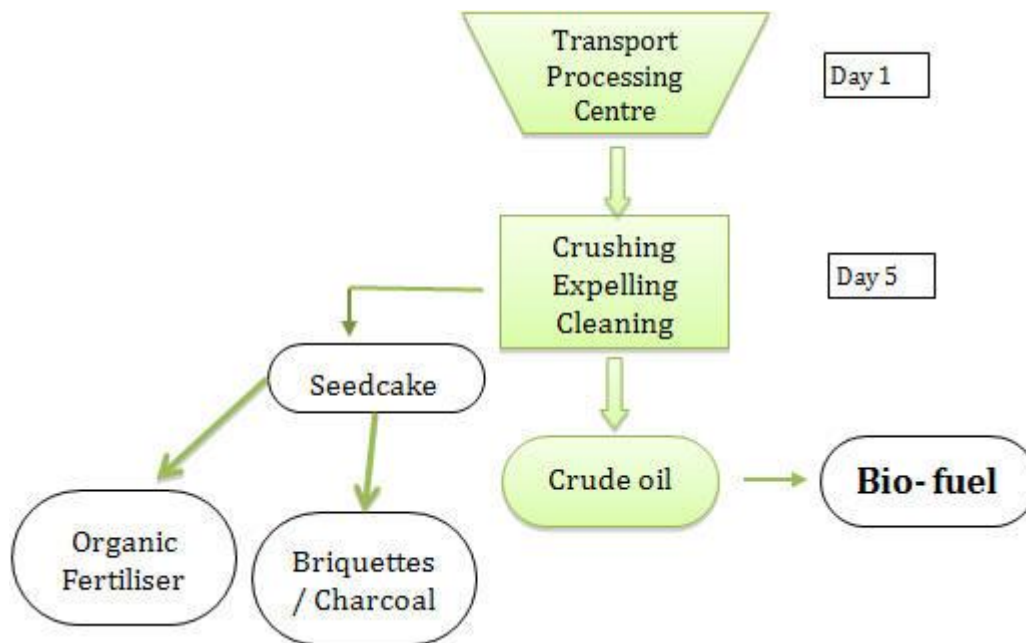 Transport
Processing
Centre
Day 1
Crushing
Expelling
Cleaning
Day 5
Seedcake
Crude oil
Bio- fuel
Organic
Fertiliser
Briquettes
/ Charcoal